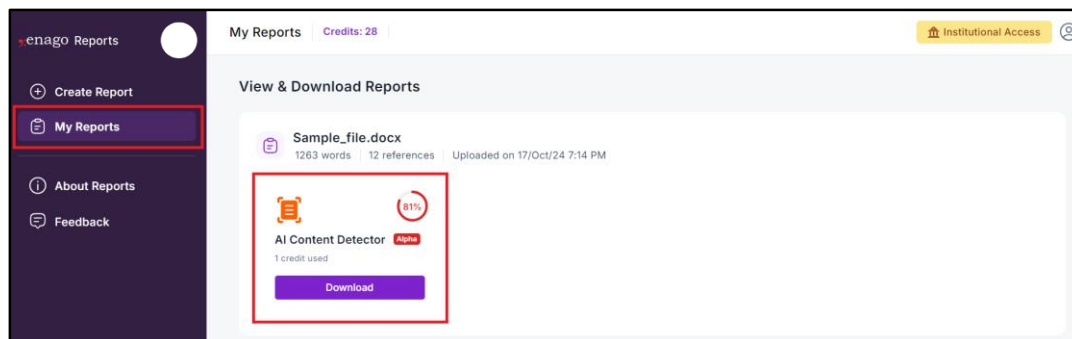 enago Reports
Create Report
My Reports
About Reports
Feedback
My Reports Credits: 28
Institutional Access
View & Download Reports
Sample_file.docx
1263 words 12 references Uploaded on 17/Oct/24 7:14 PM
81%
AI Content Detector Alpha
1 credit used
Download